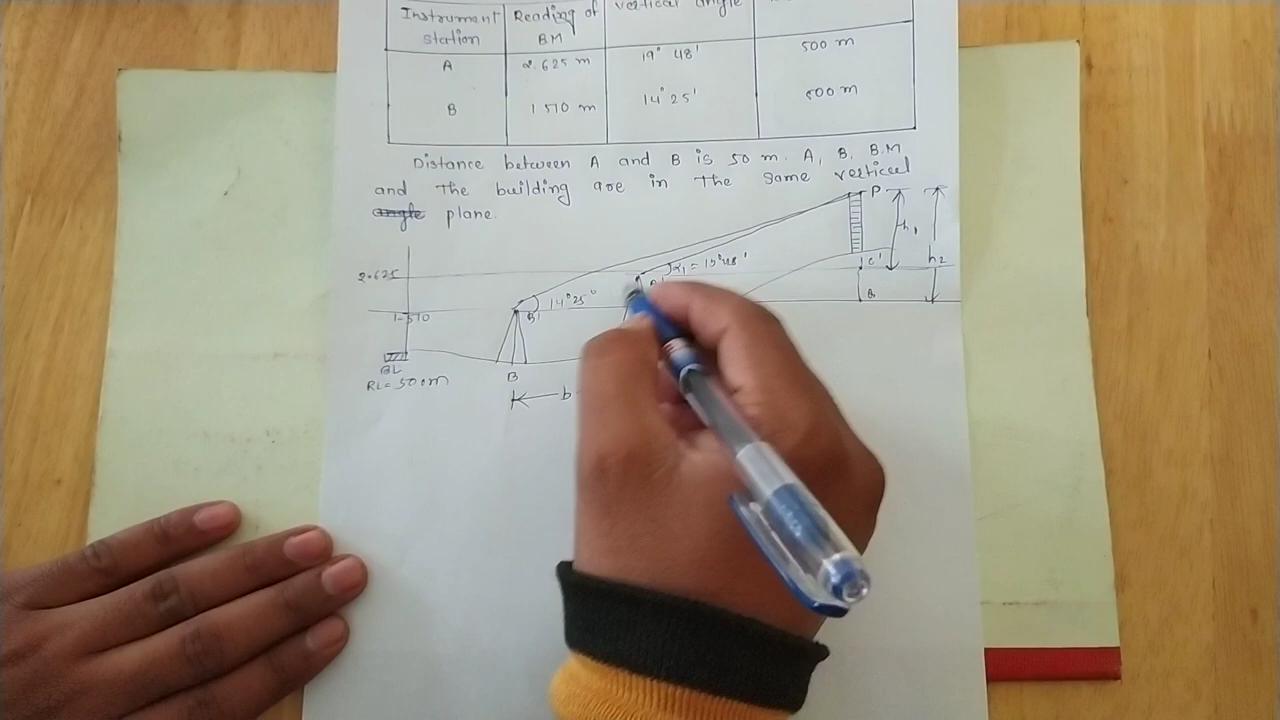 Instrument station
Reading of BM
vertical angle
A
2.625 m
19° 48'
500 m
B
1.510 m
14° 25'
500 m
Distance between A and B is 50 m. A, B, B.M
and The building are in The same verticel
plane.
P
h₁
h₂
2.625
α₁ = 19°48'
C'
14°25'
B'
1.510
BL
RL = 500m
B
b